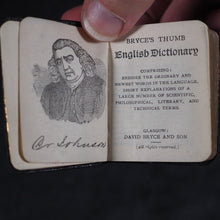 BRYCE'S THUMB
English Dictionary
COMPRISING:
BESIDES THE ORDINARY AND
NEWEST WORDS IN THE LANGUAGE,
SHORT EXPLANATIONS OF A
LARGE NUMBER OF SCIENTIFIC,
PHILOSOPHICAL, LITERARY, AND
TECHNICAL TERMS.
GLASGOW:
DAVID BRYCE AND SON
(All rights reserved.)
Johnson